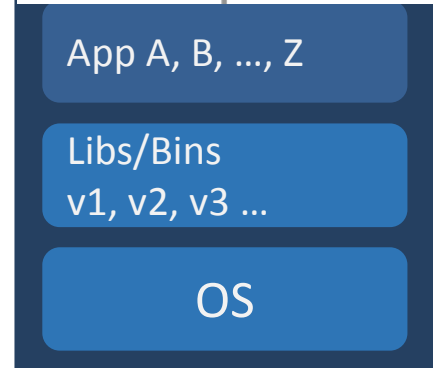 App A, B, ..., Z
Libs/Bins
v1, v2, v3 ...
OS